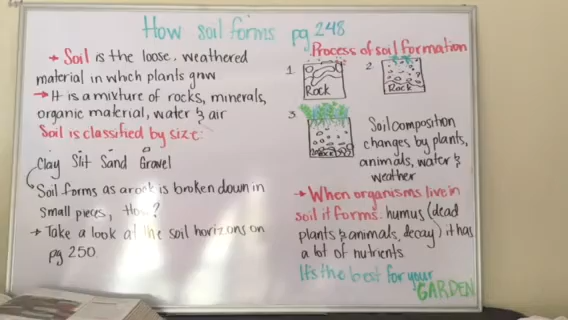 How soil forms pg 248
→ Soil is the loose, weathered
material in which plants grow
→ It is a mixture of rocks, minerals,
organic material, water & air
Soil is classified by size:
Clay Silt Sand Gravel
Soil forms as a rock is broken down in
small pieces, How?
→ Take a look at the soil horizons on
pg 250
Process of soil formation
1.
Rock
2.
Rock
3.
Soil composition
changes by plants,
animals, water &
weather
→ When organisms live in
soil it forms: humus (dead
plants & animals, decay) it has
a lot of nutrients
It's the best for your
GARDEN